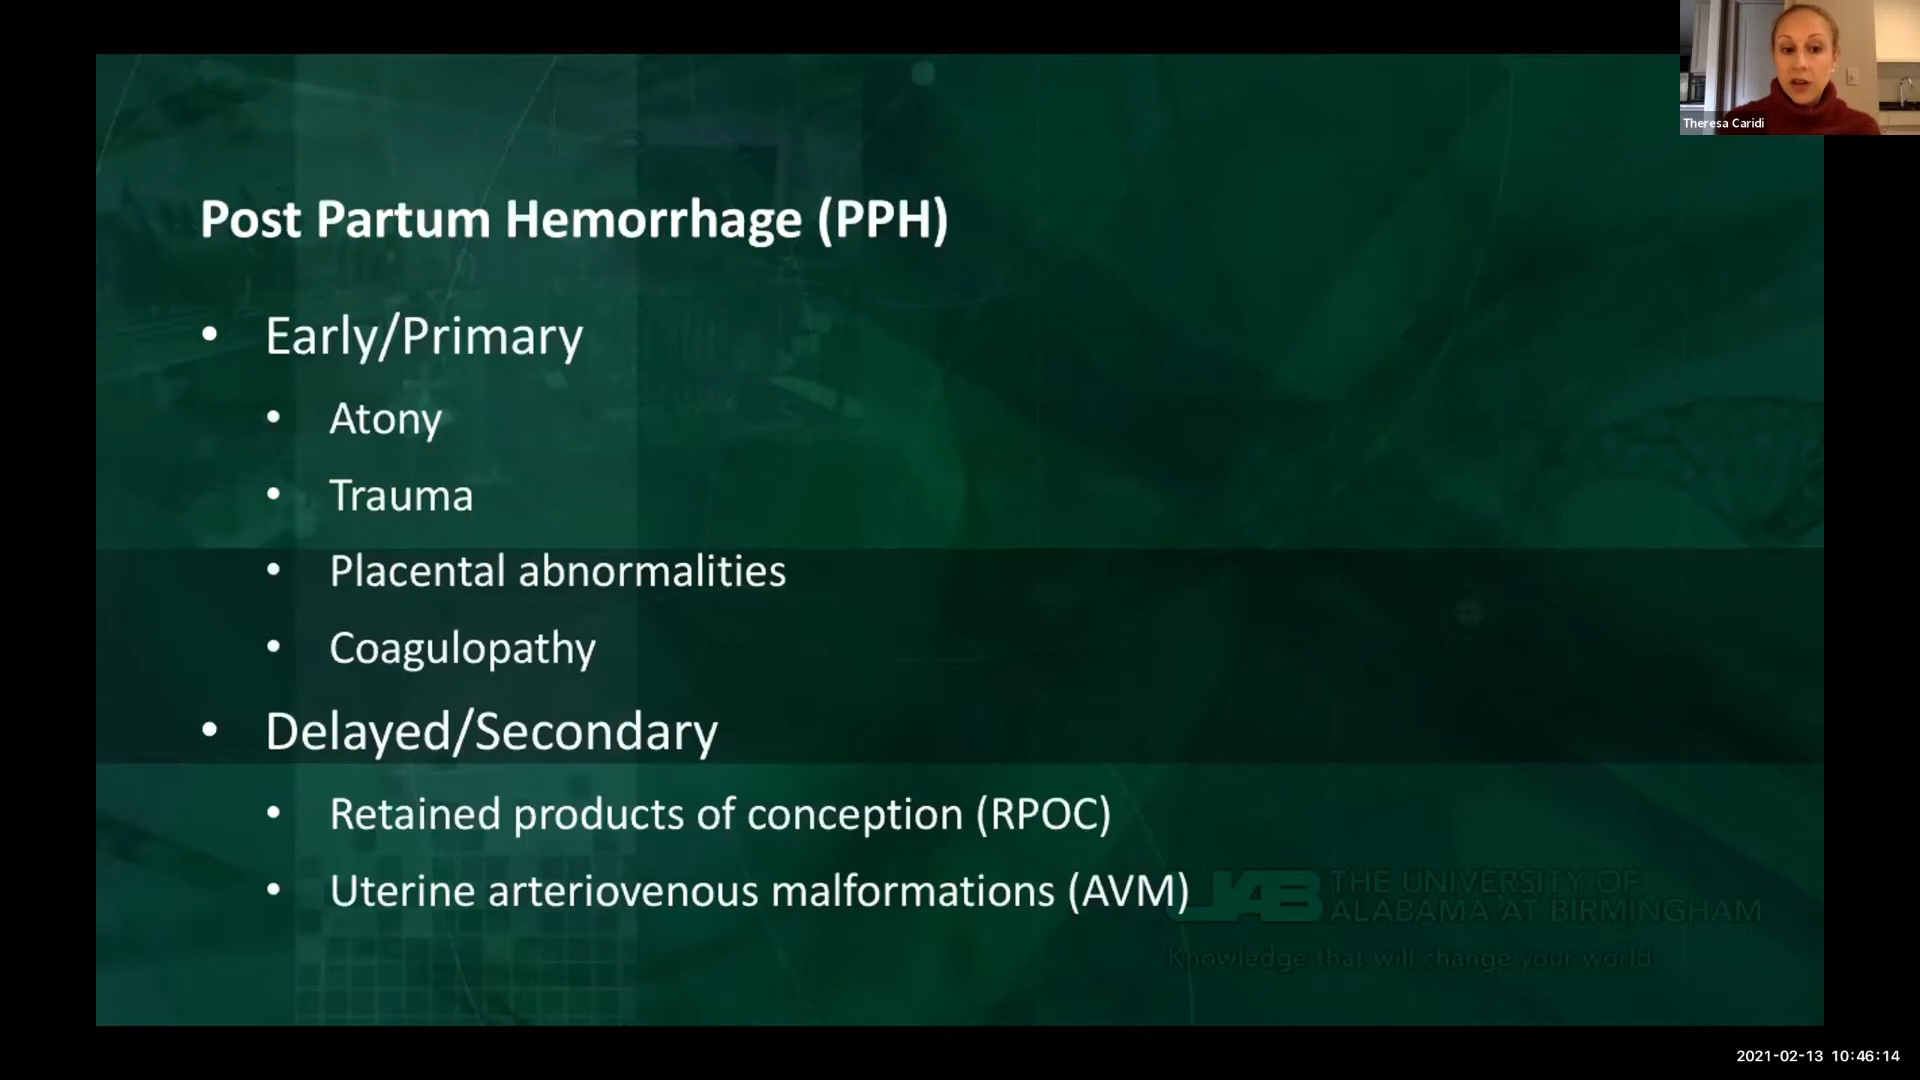 Theresa Caridi
Post Partum Hemorrhage (PPH)
• Early/Primary
• Atony
• Trauma
• Placental abnormalities
• Coagulopathy
• Delayed/Secondary
• Retained products of conception (RPOC)
• Uterine arteriovenous malformations (AVM)
UAB THE UNIVERSITY OF
ALABAMA AT BIRMINGHAM
Knowledge that will change your world
2021-02-13 10:46:14